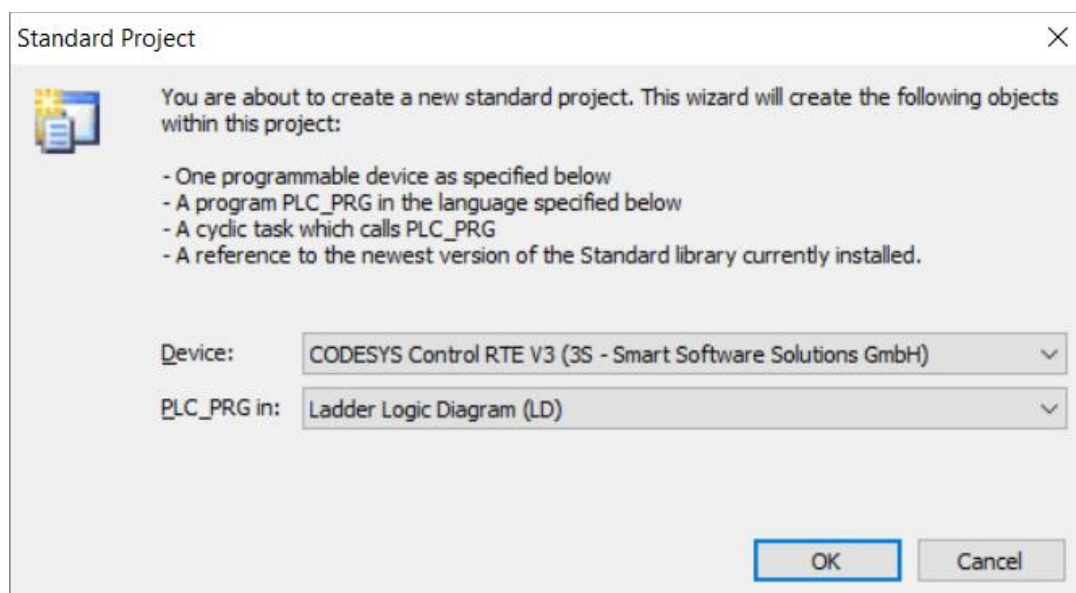 Standard Project
You are about to create a new standard project. This wizard will create the following objects
within this project:
- One programmable device as specified below
- A program PLC_PRG in the language specified below
- A cyclic task which calls PLC_PRG
- A reference to the newest version of the Standard library currently installed.
Device: CODESYS Control RTE V3 (3S - Smart Software Solutions GmbH)
PLC_PRG in: Ladder Logic Diagram (LD)
OK Cancel